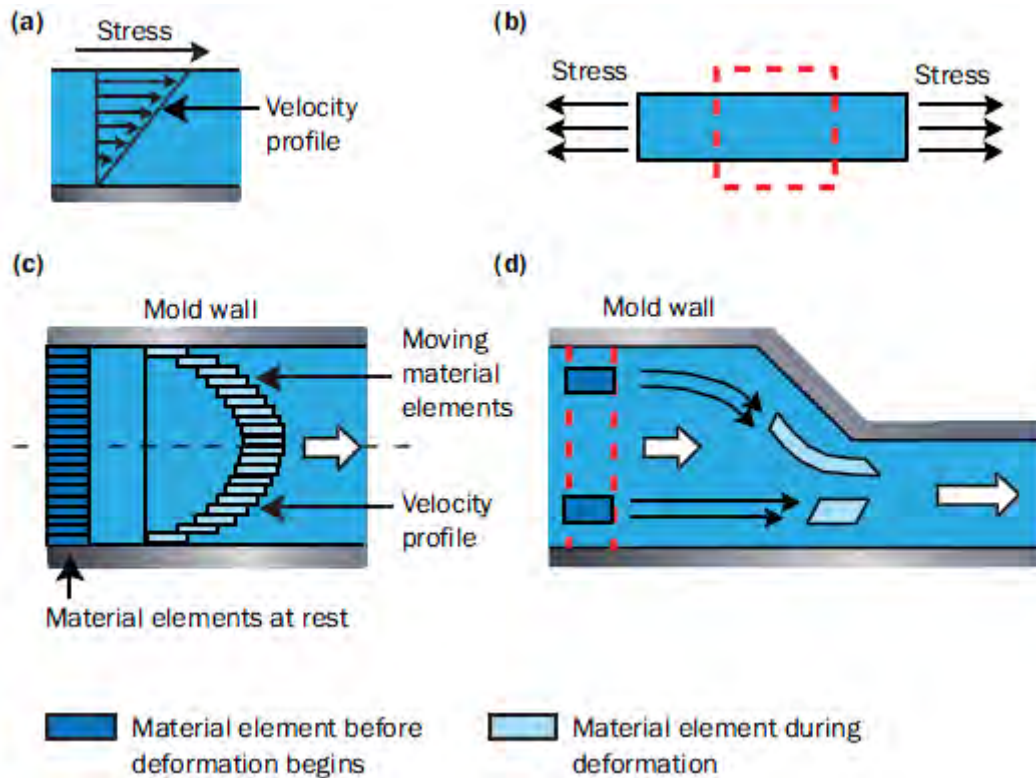 (a)
Stress
Velocity
profile
(b)
Stress
Stress
(c)
Mold wall
Moving
material
elements
Velocity
profile
Material elements at rest
(d)
Mold wall
Material element before
deformation begins
Material element during
deformation